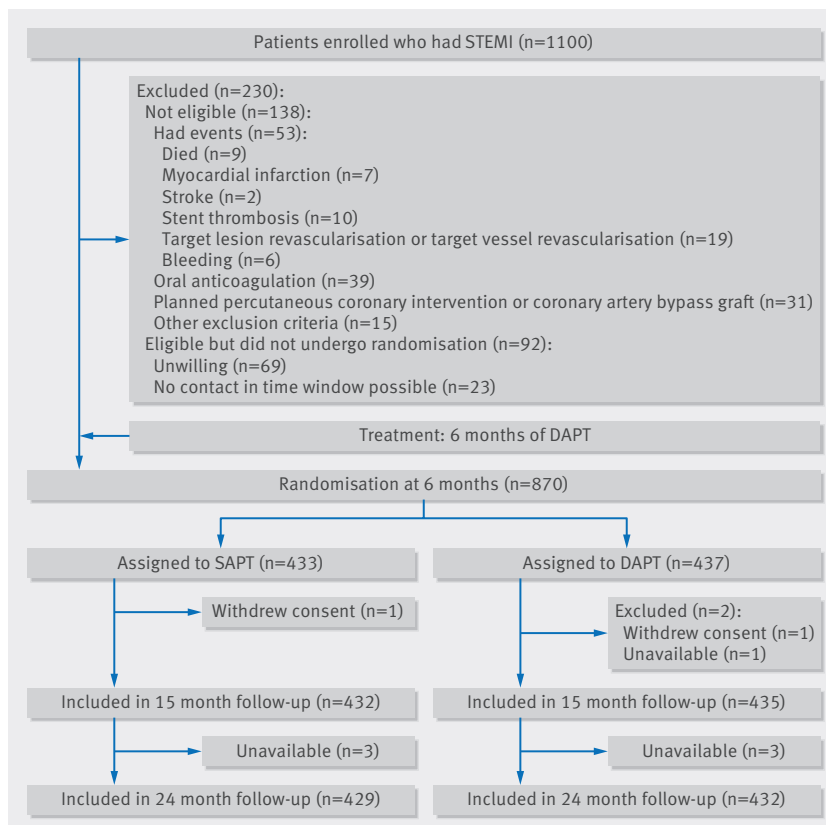 Patients enrolled who had STEMI (n=1100)
Excluded (n=230):
Not eligible (n=138):
Had events (n=53):
Died (n=9)
Myocardial infarction (n=7)
Stroke (n=2)
Stent thrombosis (n=10)
Target lesion revascularisation or target vessel revascularisation (n=19)
Bleeding (n=6)
Oral anticoagulation (n=39)
Planned percutaneous coronary intervention or coronary artery bypass graft (n=31)
Other exclusion criteria (n=15)
Eligible but did not undergo randomisation (n=92):
Unwilling (n=69)
No contact in time window possible (n=23)
Treatment: 6 months of DAPT
Randomisation at 6 months (n=870)
Assigned to SAPT (n=433)
Assigned to DAPT (n=437)
Withdrew consent (n=1)
Excluded (n=2):
Withdrew consent (n=1)
Unavailable (n=1)
Included in 15 month follow-up (n=432)
Included in 15 month follow-up (n=435)
Unavailable (n=3)
Unavailable (n=3)
Included in 24 month follow-up (n=429)
Included in 24 month follow-up (n=432)